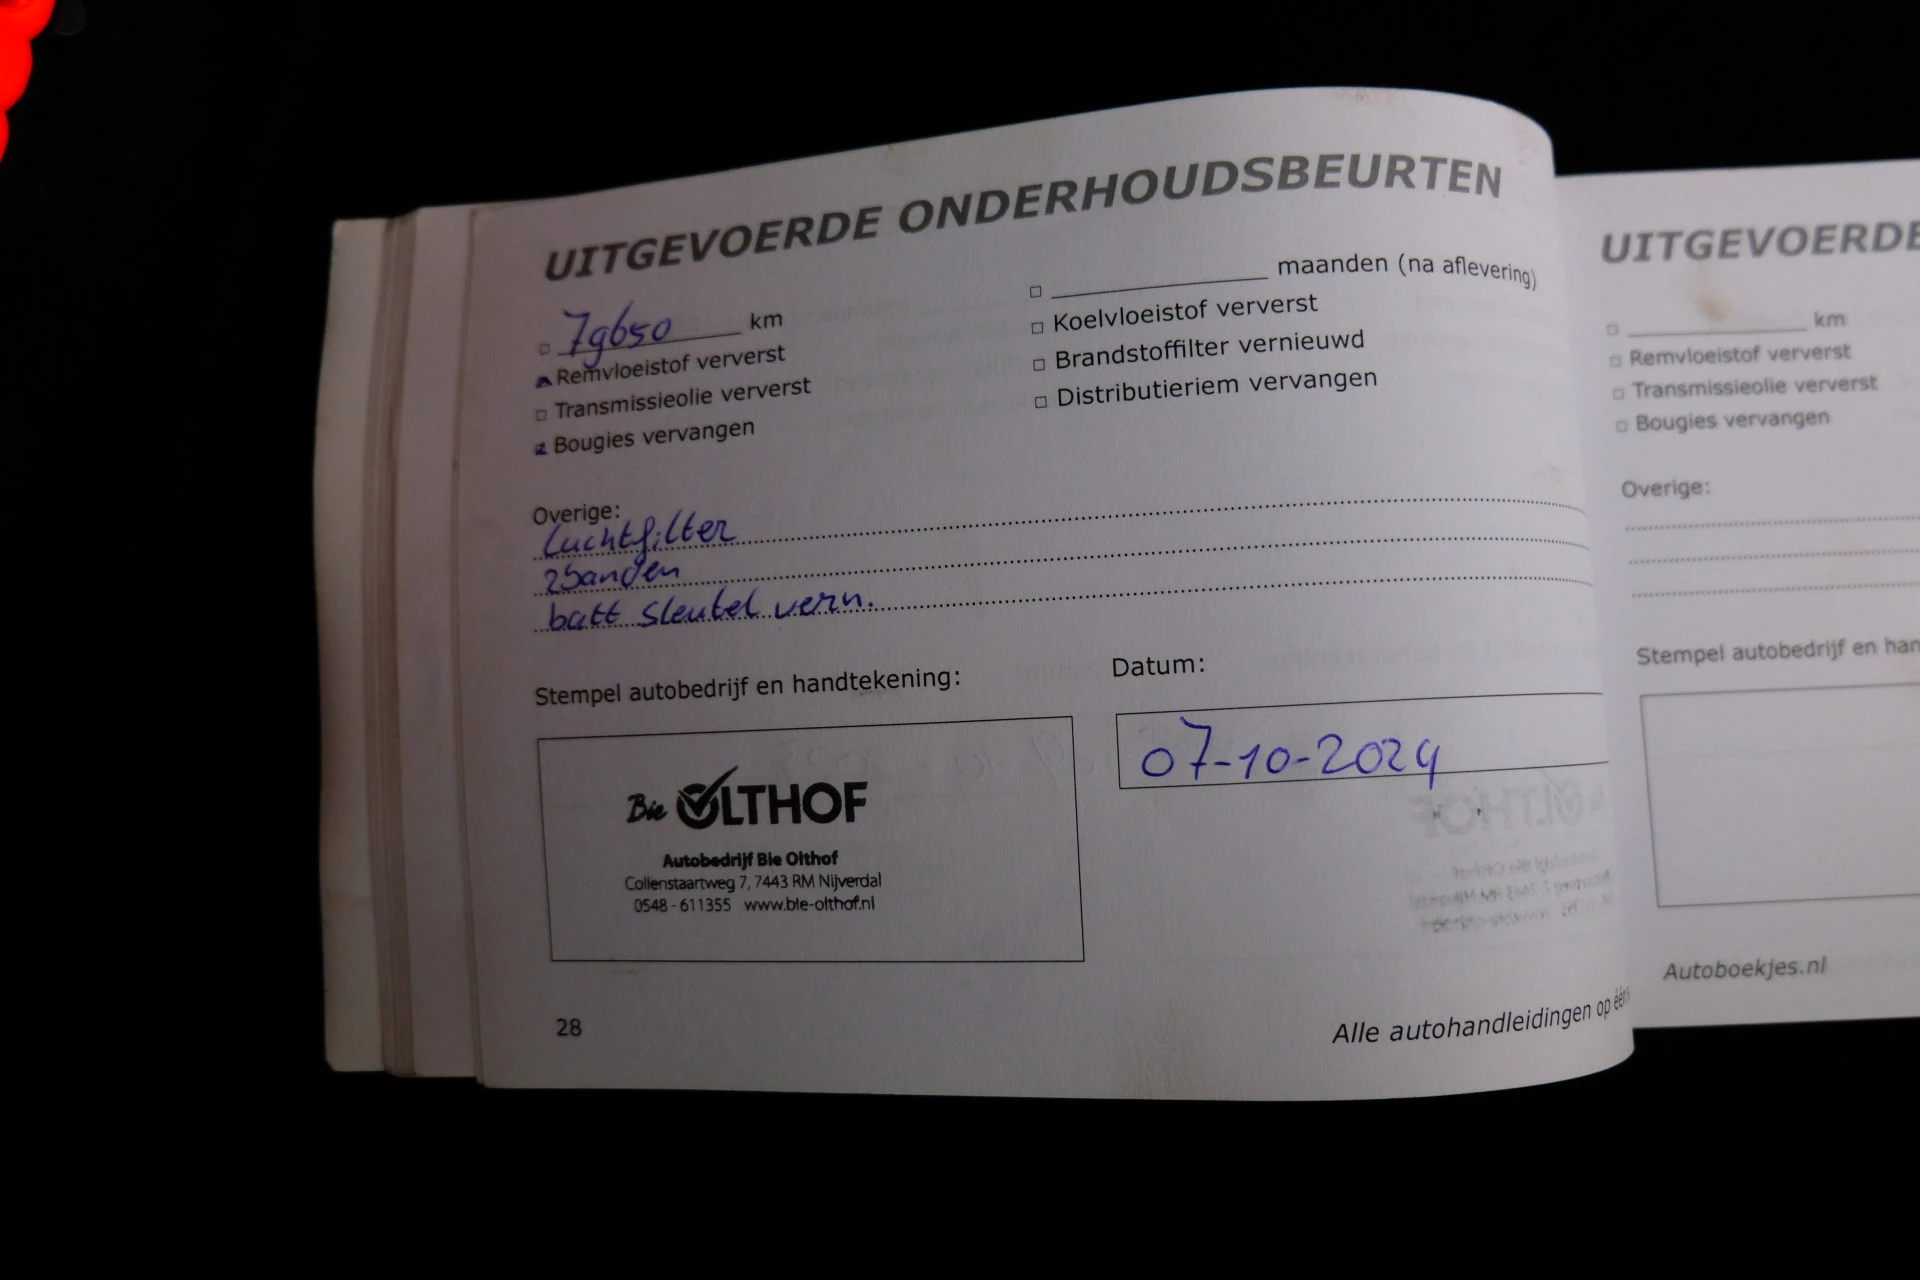 UITGEVOERDE ONDERHOUDSBEURTEN
79650 km
maanden (na aflevering)
Remvloeistof ververst
Koelvloeistof ververst
Transmissieolie ververst
Brandstoffilter vernieuwd
Bougies vervangen
Distributieriem vervangen
Overige:
luchtfilter
2 banden
batt sleutel vern.
Stempel autobedrijf en handtekening:
Datum:
07-10-2024
Bie OLTHOF
Autobedrijf Bie Olthof
Collenstaartweg 7, 7443 RM Nijverdal
0548 - 611355 www.bie-olthof.nl
28
Alle autohandleidingen op één
UITGEVOERDE
km
Remvloeistof ververst
Transmissieolie ververst
Bougies vervangen
Overige:
Stempel autobedrijf en han
Autoboekjes.nl